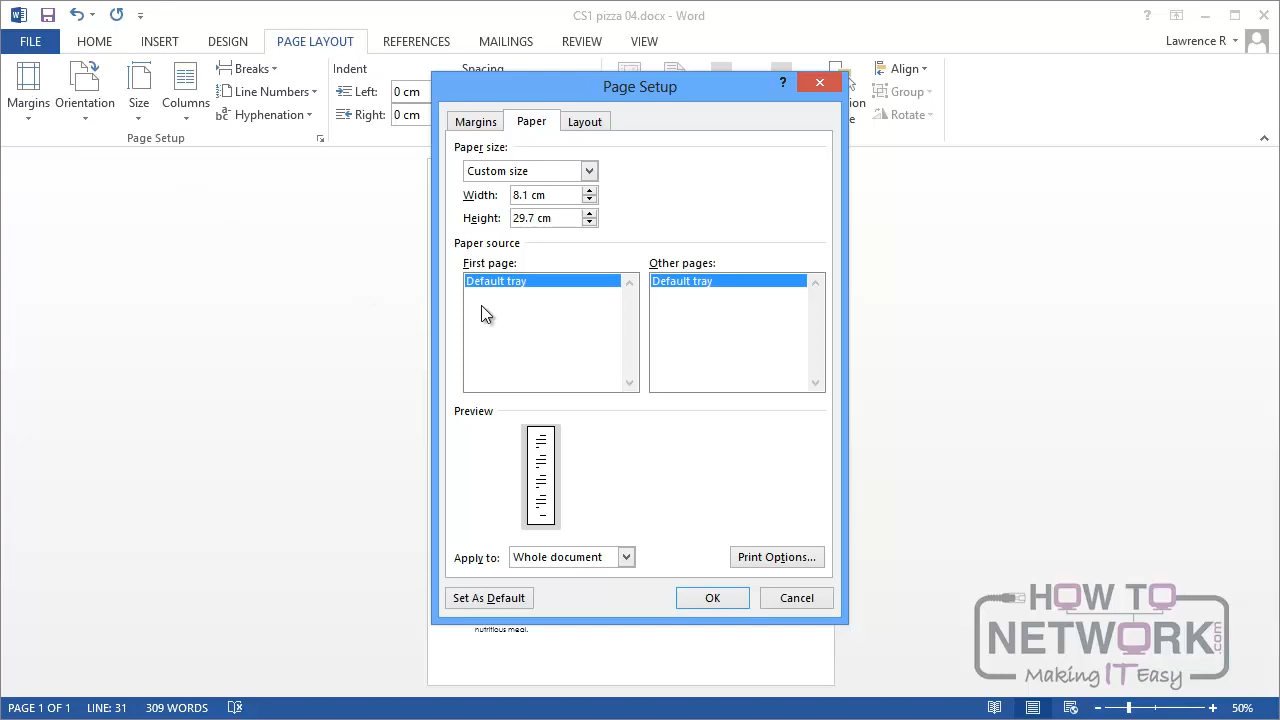 CS1 pizza 04.docx - Word
?
FILE HOME INSERT DESIGN PAGE LAYOUT REFERENCES MAILINGS REVIEW VIEW Lawrence R
Breaks Indent Spacing Align
Margins Orientation Size Columns Line Numbers Left: 0 cm Group
Hyphenation Right: 0 cm Rotate
Page Setup
Page Setup ?
Margins Paper Layout
Paper size:
Custom size
Width: 8.1 cm
Height: 29.7 cm
Paper source
First page: Other pages:
Default tray Default tray
Preview
Apply to: Whole document Print Options...
Set As Default OK Cancel
nutritious meal.
HOW TO
NETWORK.com
Making IT Easy
PAGE 1 OF 1 LINE: 31 309 WORDS 50%